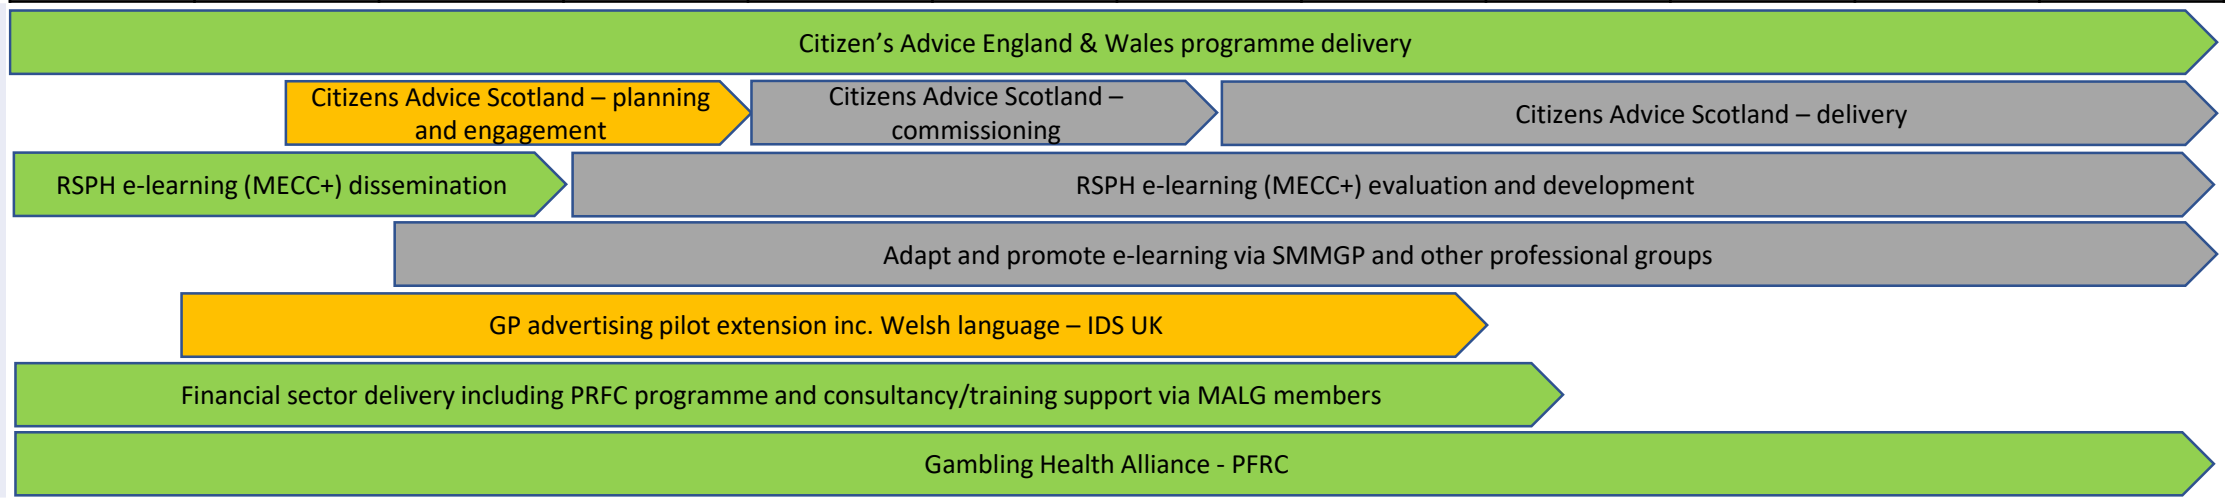 Citizen’s Advice England & Wales programme delivery
Citizens Advice Scotland – planning
and engagement
Citizens Advice Scotland –
commissioning
Citizens Advice Scotland – delivery
RSPH e-learning (MECC+) dissemination
RSPH e-learning (MECC+) evaluation and development
Adapt and promote e-learning via SMMGP and other professional groups
GP advertising pilot extension inc. Welsh language – IDS UK
Financial sector delivery including PRFC programme and consultancy/training support via MALG members
Gambling Health Alliance - PFRC